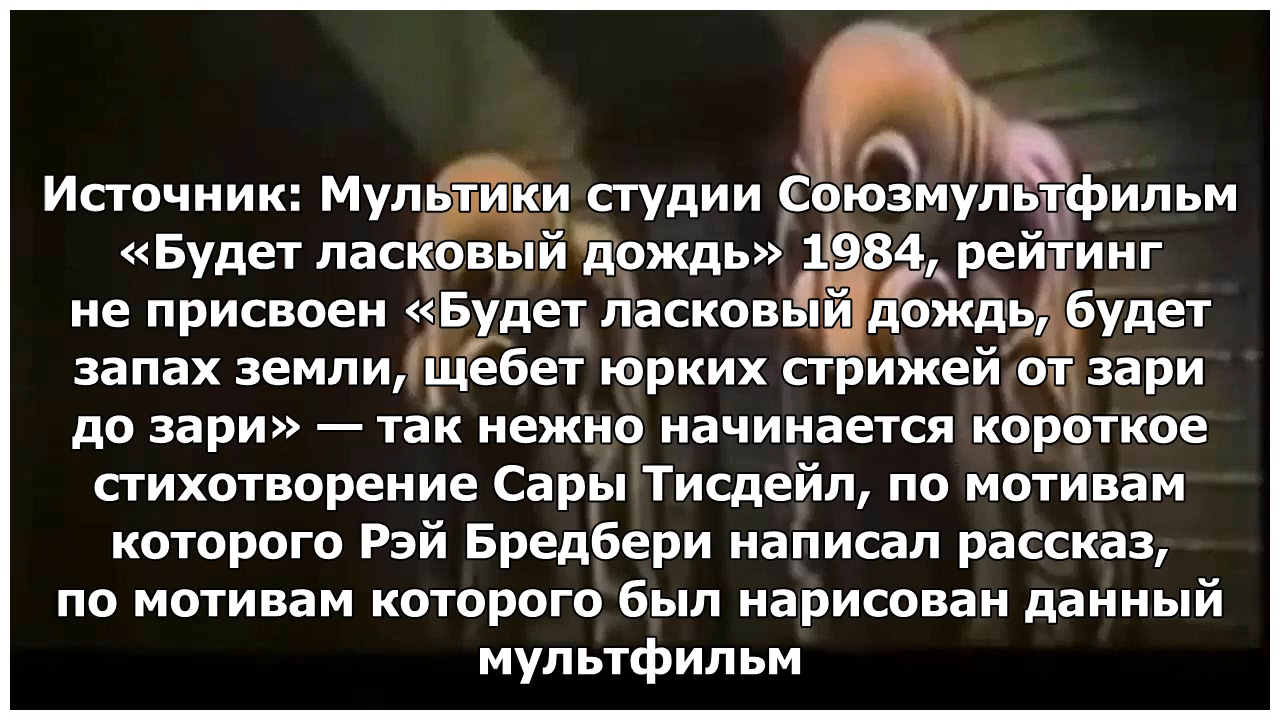 Источник: Мультики студии Союзмультфильм
«Будет ласковый дождь» 1984, рейтинг
не присвоен «Будет ласковый дождь, будет
запах земли, щебет юрких стрижей от зари
до зари» — так нежно начинается короткое
стихотворение Сары Тисдейл, по мотивам
которого Рэй Бредбери написал рассказ,
по мотивам которого был нарисован данный
мультфильм